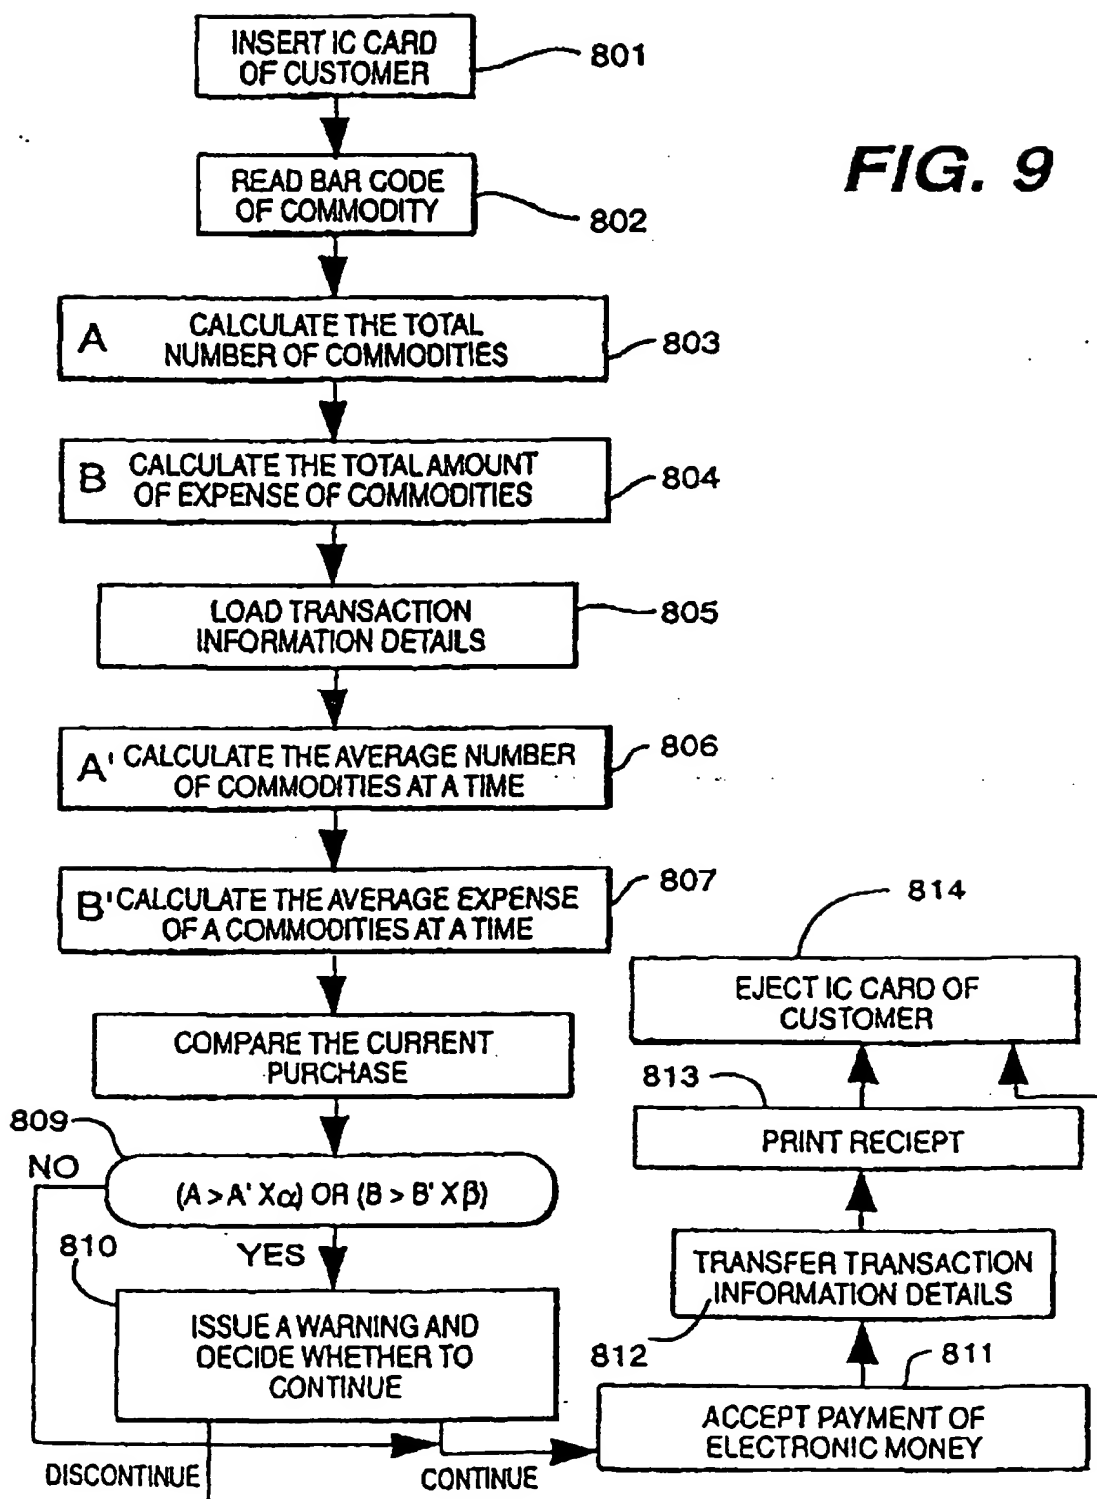 INSERT IC CARD
OF CUSTOMER
801
FIG. 9
READ BAR CODE
OF COMMODITY
802
A
CALCULATE THE TOTAL
NUMBER OF COMMODITIES
803
B
CALCULATE THE TOTAL AMOUNT
OF EXPENSE OF COMMODITIES
804
LOAD TRANSACTION
INFORMATION DETAILS
805
A'
CALCULATE THE AVERAGE NUMBER
OF COMMODITIES AT A TIME
806
B'
CALCULATE THE AVERAGE EXPENSE
OF A COMMODITIES AT A TIME
807
COMPARE THE CURRENT
PURCHASE
809
NO
(A > A' X α) OR (B > B' X β)
YES
810
ISSUE A WARNING AND
DECIDE WHETHER TO
CONTINUE
DISCONTINUE
CONTINUE
814
EJECT IC CARD OF
CUSTOMER
813
PRINT RECIEPT
TRANSFER TRANSACTION
INFORMATION DETAILS
812
811
ACCEPT PAYMENT OF
ELECTRONIC MONEY